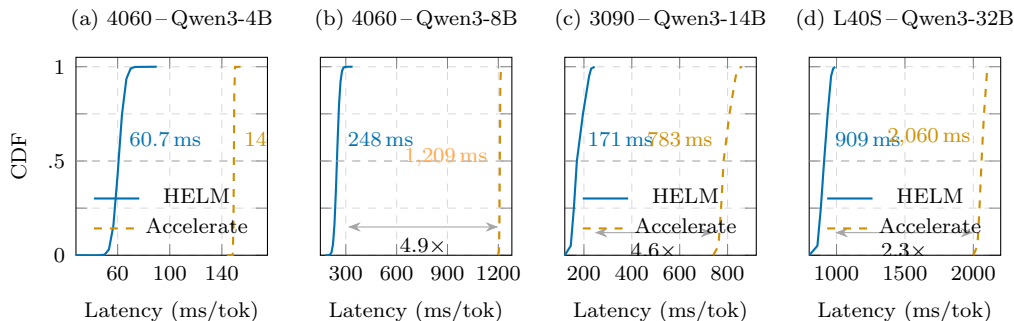 (a) 4060 – Qwen3-4B
(b) 4060 – Qwen3-8B
(c) 3090 – Qwen3-14B
(d) L40S – Qwen3-32B
CDF
1
.5
0
60.7 ms
14
HELM
Accelerate
60 100 140
Latency (ms/tok)
248 ms
1,209 ms
4.9×
300 600 900 1200
Latency (ms/tok)
171 ms
783 ms
HELM
Accelerate
4.6×
200 400 600 800
Latency (ms/tok)
909 ms
2,060 ms
HELM
Accelerate
2.3×
1000 1500 2000
Latency (ms/tok)